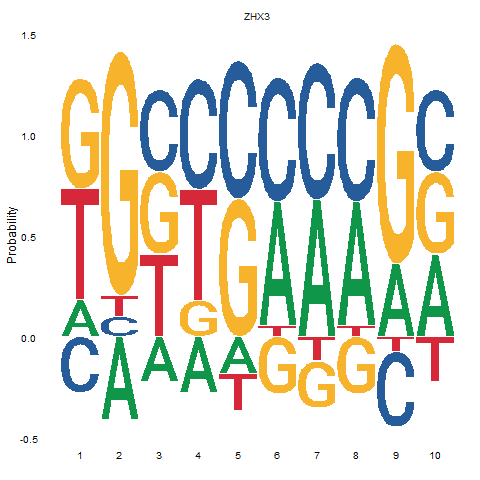 ZHX3
1.5
1.0
0.5
0.0
-0.5
Probability
G G C C C C C C G C
T T G T G A A A A G
A C T G A T T T T A
C A A A T G G G C T
1 2 3 4 5 6 7 8 9 10